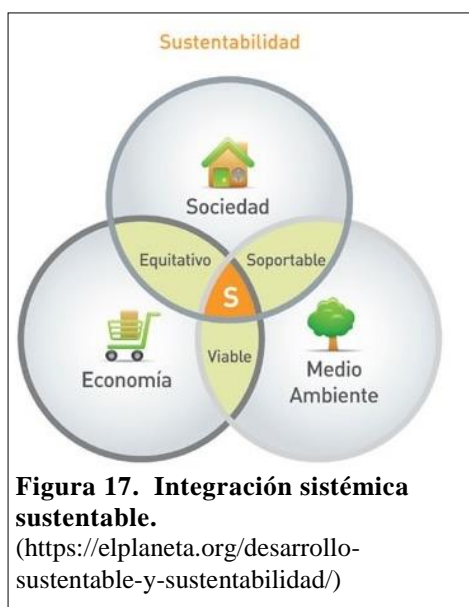 Sustentabilidad
Sociedad
Equitativo
Soportable
S
Viable
Economía
Medio
Ambiente
Figura 17. Integración sistémica
sustentable.
(https://elplaneta.org/desarrollo-
sustentable-y-sustentabilidad/)